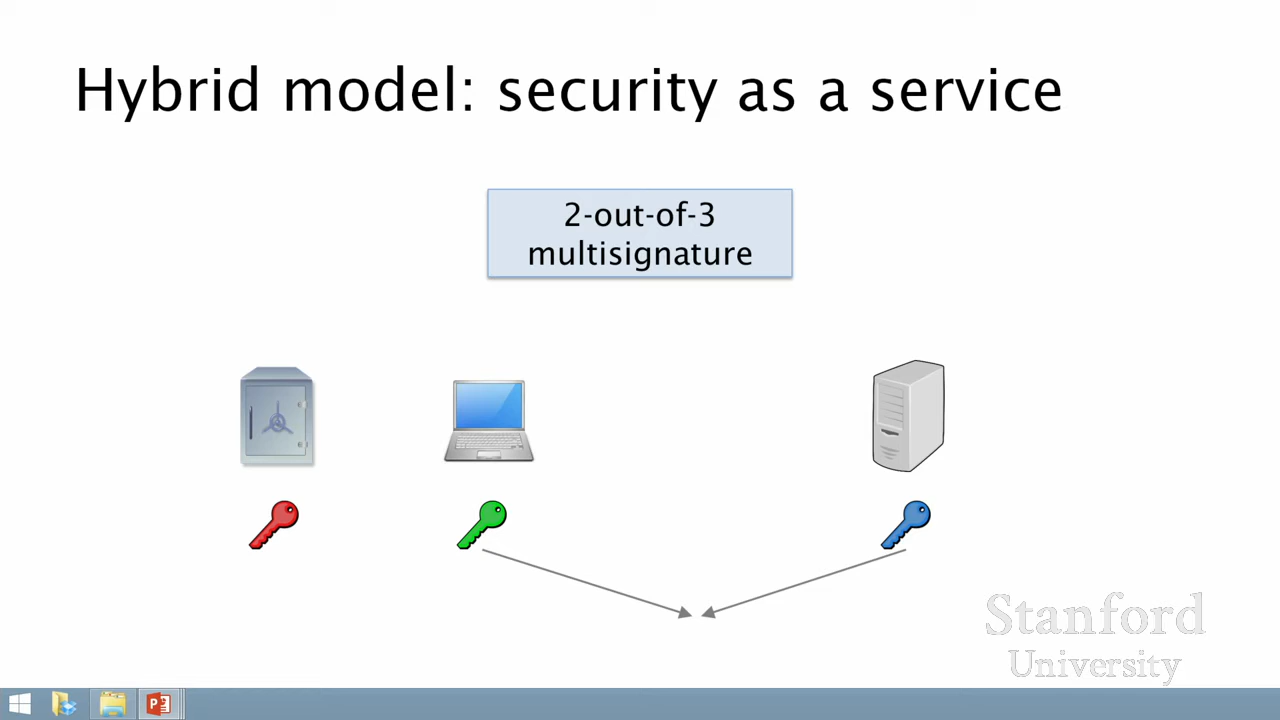 Hybrid model: security as a service
2-out-of-3
multisignature
Stanford
University